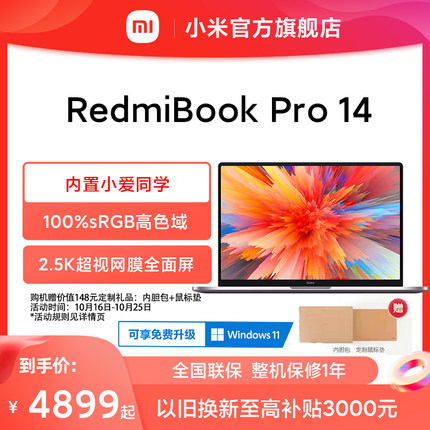 小米官方旗舰店
RedmiBook Pro 14
内置小爱同学
100%sRGB高色域
2.5K超视网膜全面屏
购机赠价值148元定制礼品：内胆包+鼠标垫
活动时间：10月16日-10月25日
*活动规则见详情页
可享免费升级 Windows 11
赠
内胆包 定制鼠标垫
到手价：
¥4899起
全国联保 整机保修1年
以旧换新至高补贴3000元